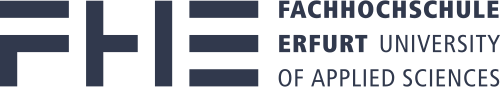 FHE
FACHHOCHSCHULE
ERFURT UNIVERSITY
OF APPLIED SCIENCES